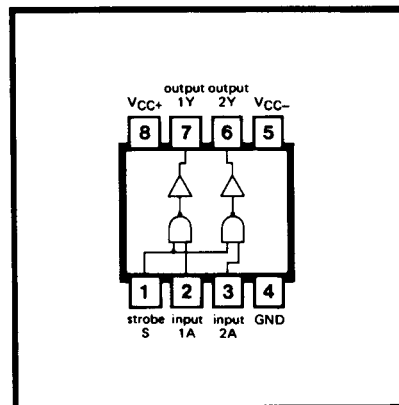 output output
VCC+ 1Y 2Y VCC-
8 7 6 5
1 2 3 4
strobe input input GND
S 1A 2A